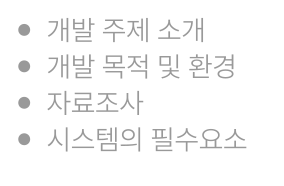 ● 개발 주제 소개
● 개발 목적 및 환경
● 자료조사
● 시스템의 필수요소